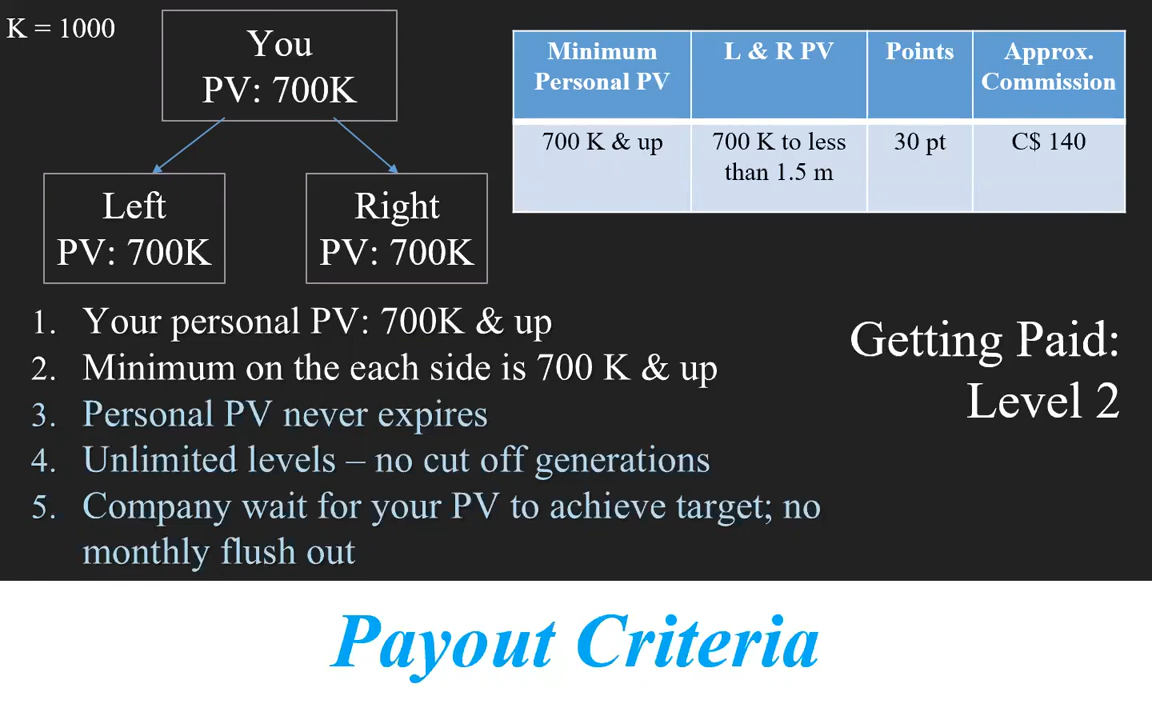 K = 1000
You
PV: 700K
Left
PV: 700K
Right
PV: 700K
Minimum Personal PV
L & R PV
Points
Approx. Commission
700 K & up
700 K to less than 1.5 m
30 pt
C$ 140
1. Your personal PV: 700K & up
2. Minimum on the each side is 700 K & up
3. Personal PV never expires
4. Unlimited levels – no cut off generations
5. Company wait for your PV to achieve target; no
monthly flush out
Getting Paid:
Level 2
Payout Criteria